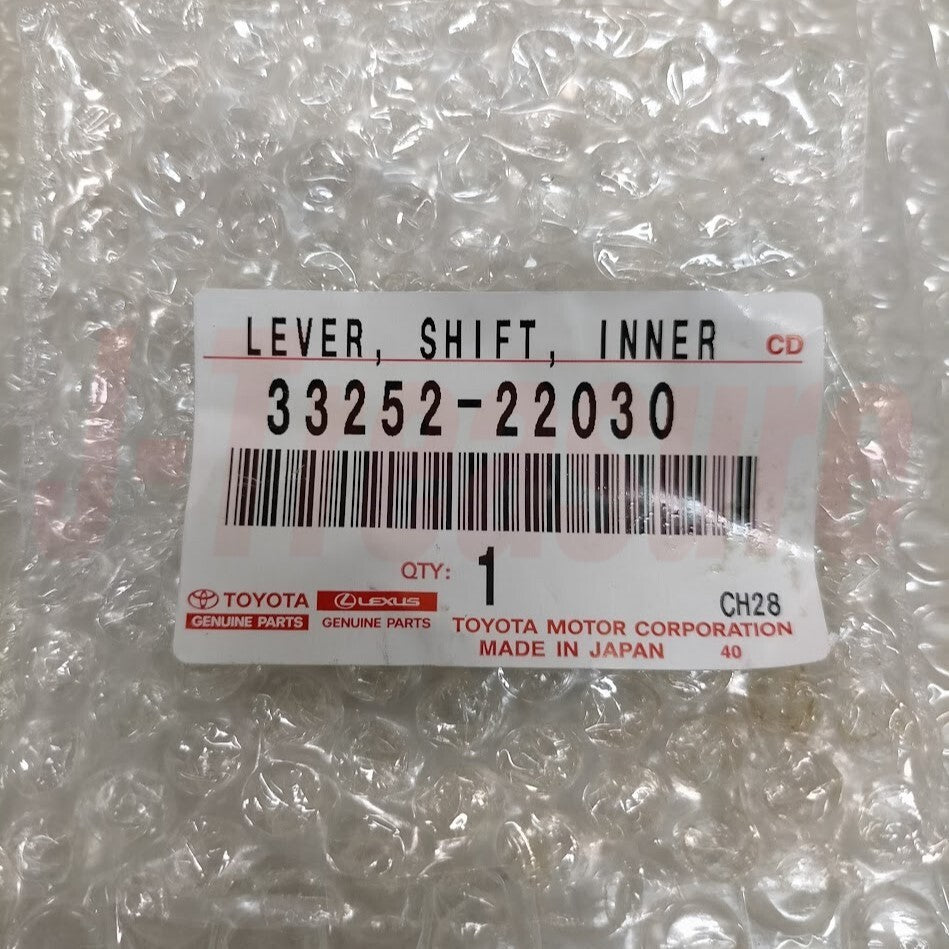 LEVER, SHIFT, INNER CD
33252-22030
J-Treasure
QTY: 1
CH28
TOYOTA LEXUS
GENUINE PARTS GENUINE PARTS
TOYOTA MOTOR CORPORATION
MADE IN JAPAN 40